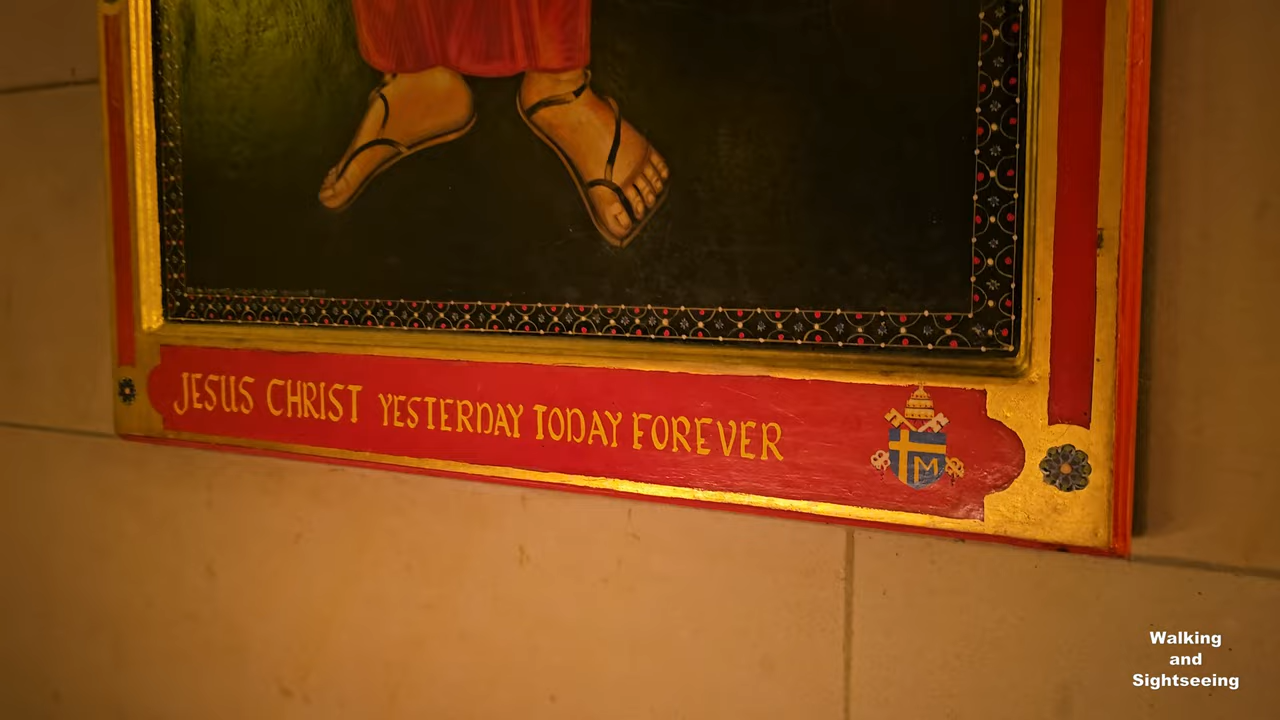 JESUS CHRIST YESTERDAY TODAY FOREVER
M
Walking
and
Sightseeing